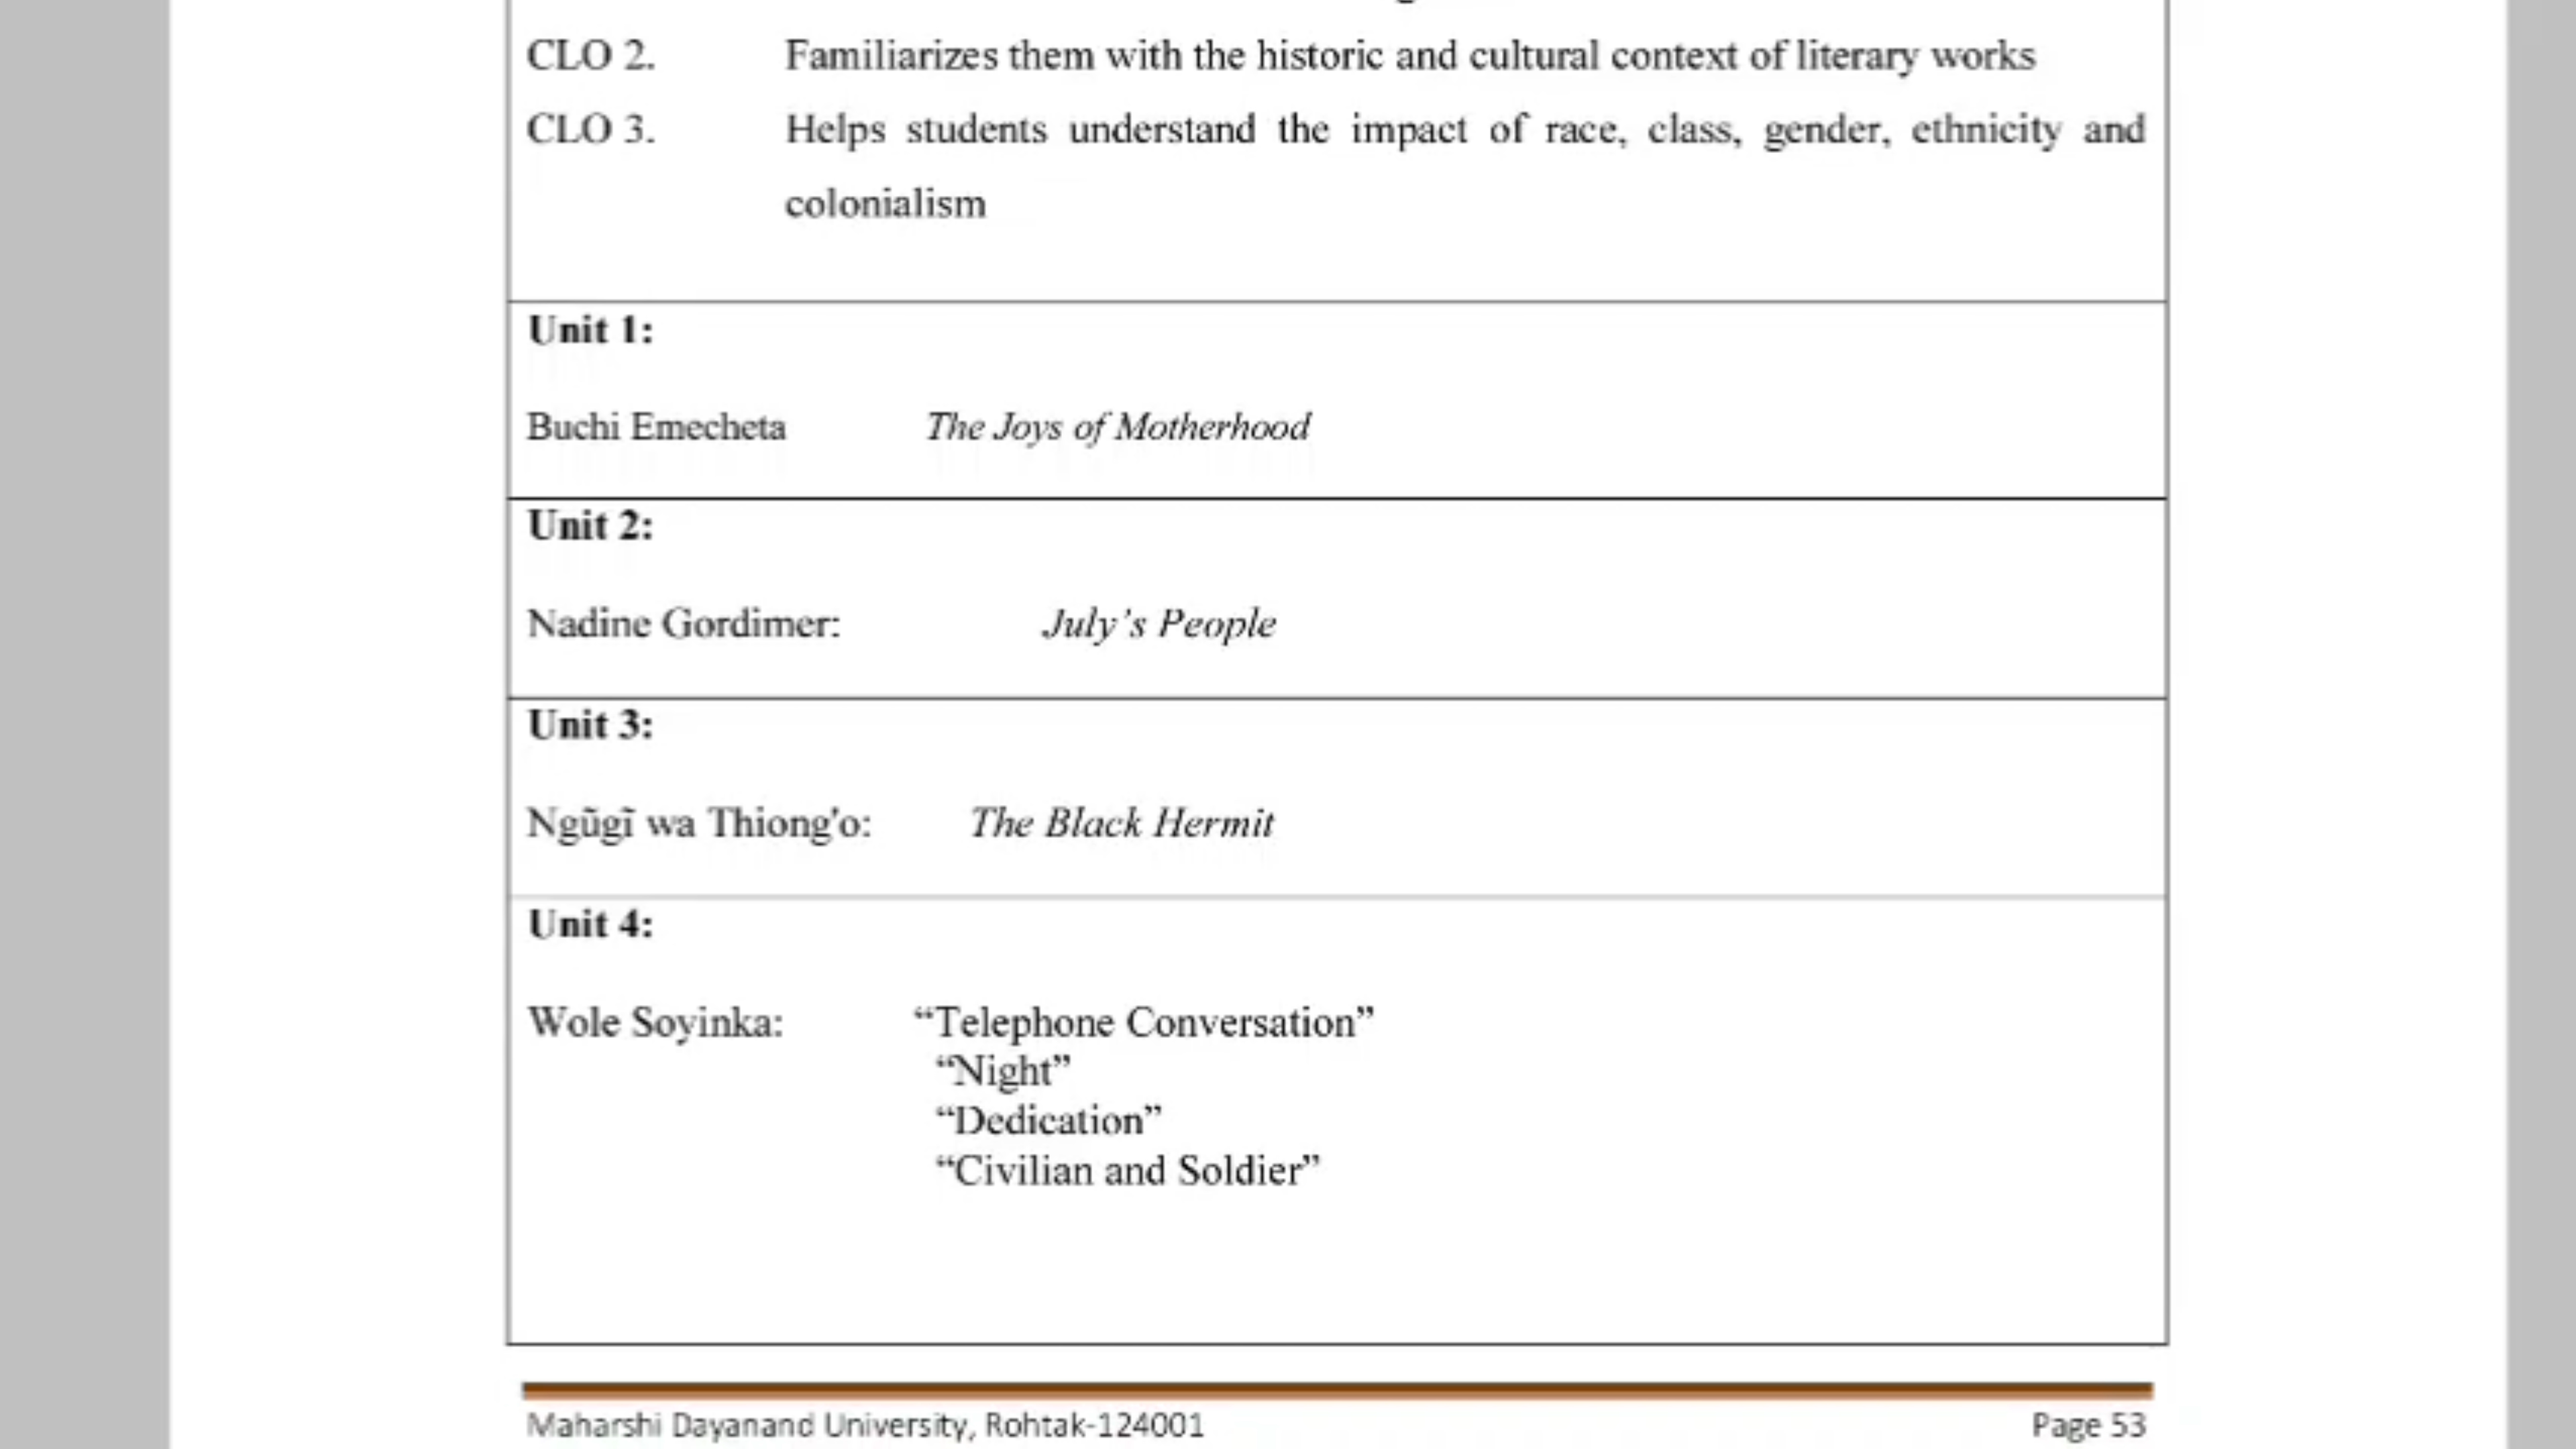 CLO 2. Familiarizes them with the historic and cultural context of literary works
CLO 3. Helps students understand the impact of race, class, gender, ethnicity and
colonialism
Unit 1:
Buchi Emecheta The Joys of Motherhood
Unit 2:
Nadine Gordimer: July’s People
Unit 3:
Ngũgĩ wa Thiong'o: The Black Hermit
Unit 4:
Wole Soyinka: “Telephone Conversation”
“Night”
“Dedication”
“Civilian and Soldier”
Maharshi Dayanand University, Rohtak-124001 Page 53